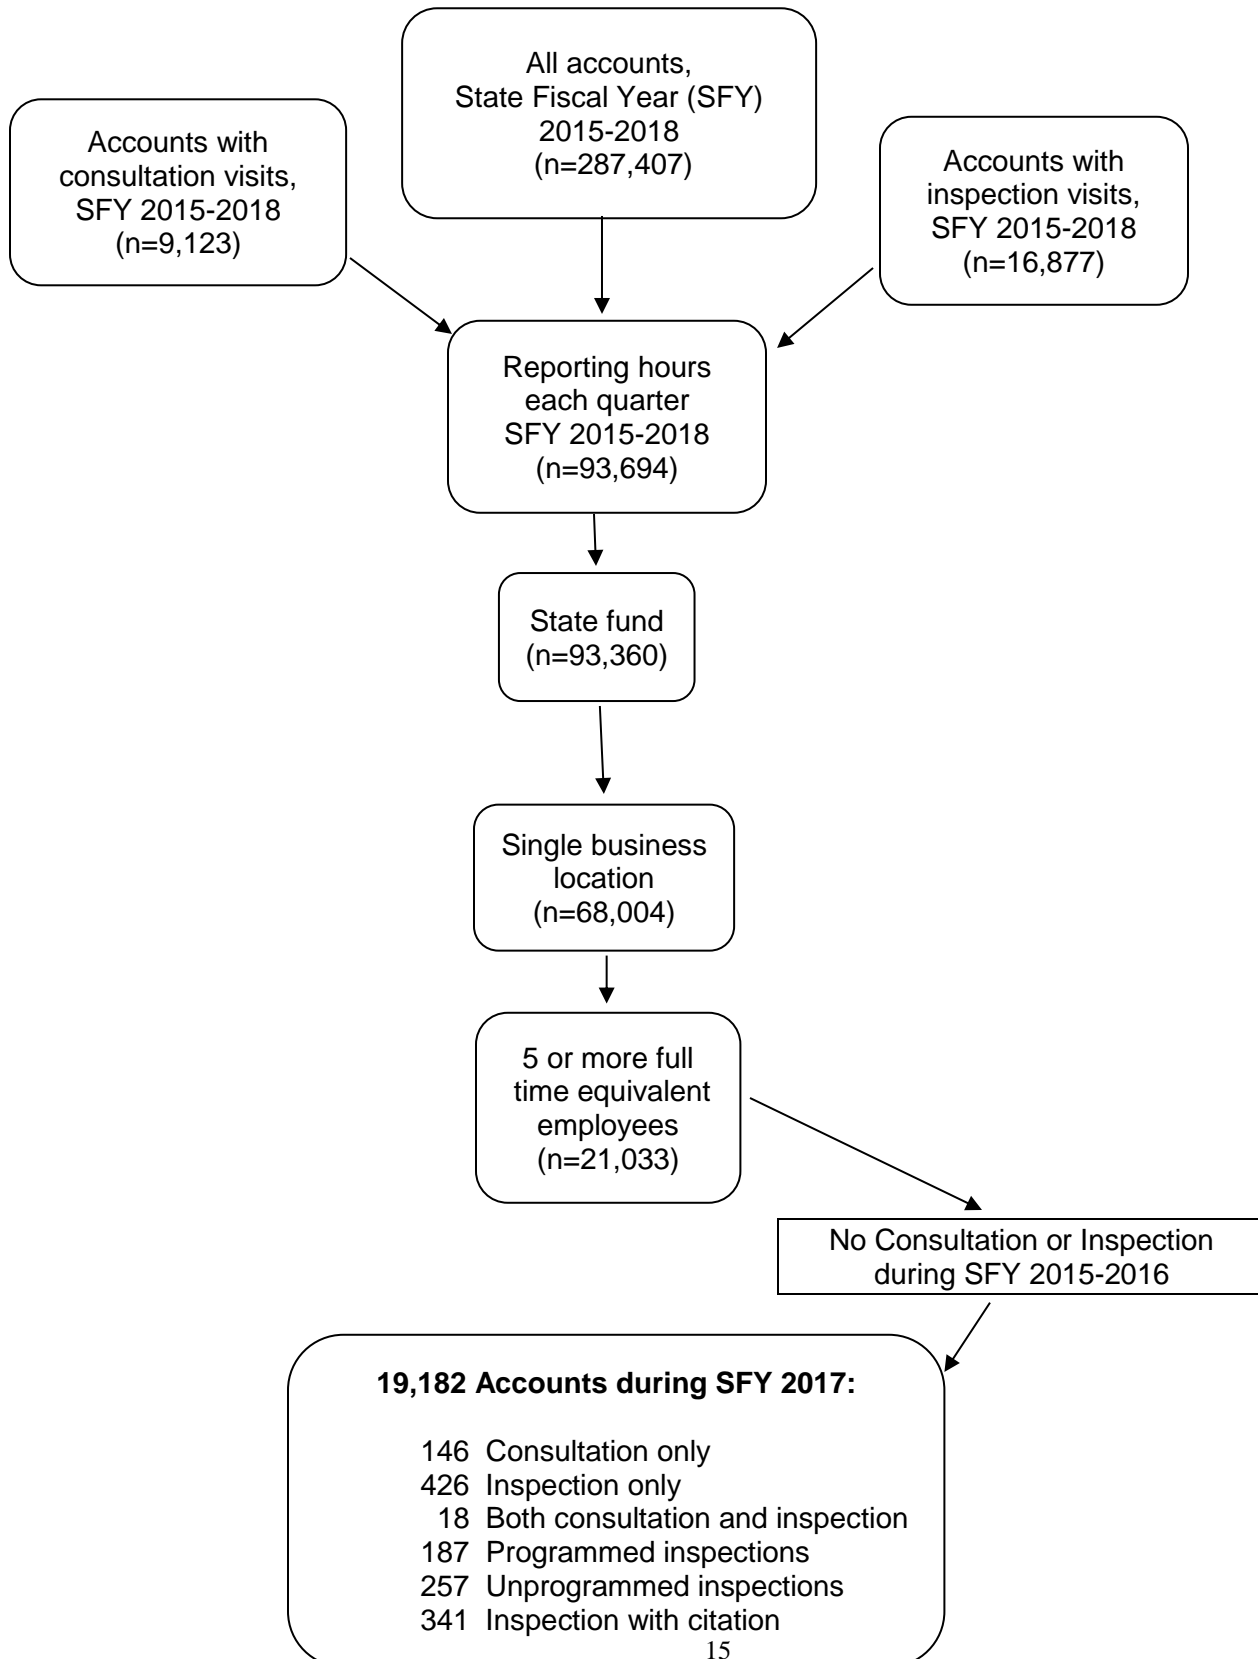 All accounts,
State Fiscal Year (SFY)
2015-2018
(n=287,407)
Accounts with
consultation visits,
SFY 2015-2018
(n=9,123)
Accounts with
inspection visits,
SFY 2015-2018
(n=16,877)
Reporting hours
each quarter
SFY 2015-2018
(n=93,694)
State fund
(n=93,360)
Single business
location
(n=68,004)
5 or more full
time equivalent
employees
(n=21,033)
No Consultation or Inspection
during SFY 2015-2016
19,182 Accounts during SFY 2017:
146 Consultation only
426 Inspection only
18 Both consultation and inspection
187 Programmed inspections
257 Unprogrammed inspections
341 Inspection with citation
15